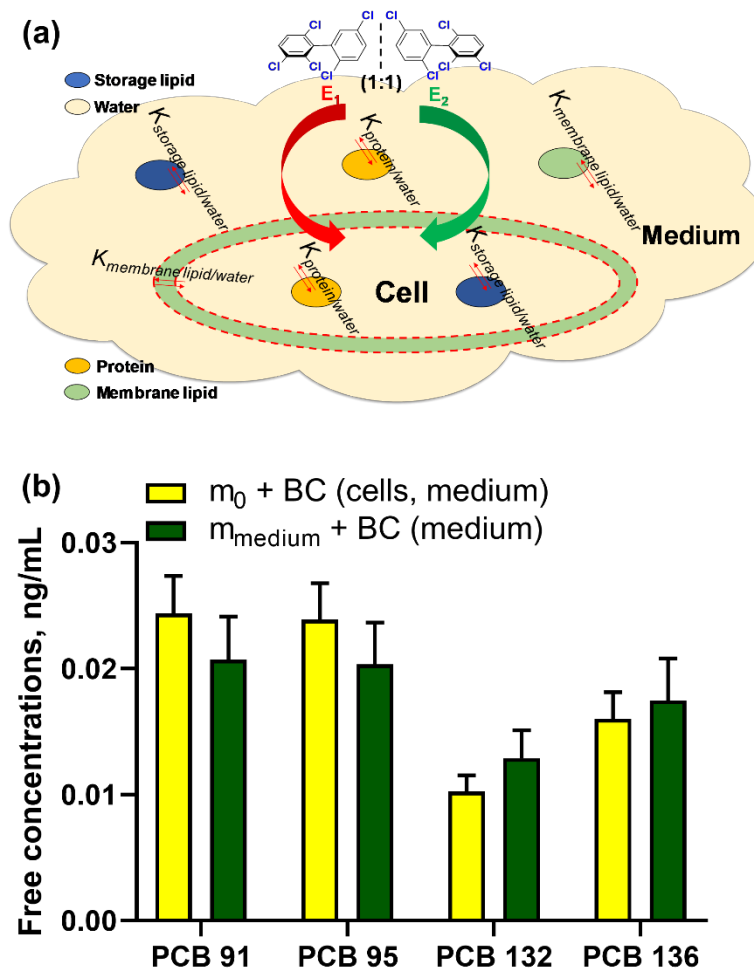 (a)
Cl
Cl
Cl
Cl
Cl
Cl
Cl
Cl
Cl
Cl
(1:1)
E1
E2
Storage lipid
Water
Kstorage lipid/water
Kprotein/water
Kmembrane lipid/water
Medium
Kmembrane lipid/water
Kprotein/water
Cell
Kstorage lipid/water
Protein
Membrane lipid
(b)
m0 + BC (cells, medium)
mmedium + BC (medium)
Free concentrations, ng/mL
0.03
0.02
0.01
0.00
PCB 91
PCB 95
PCB 132
PCB 136